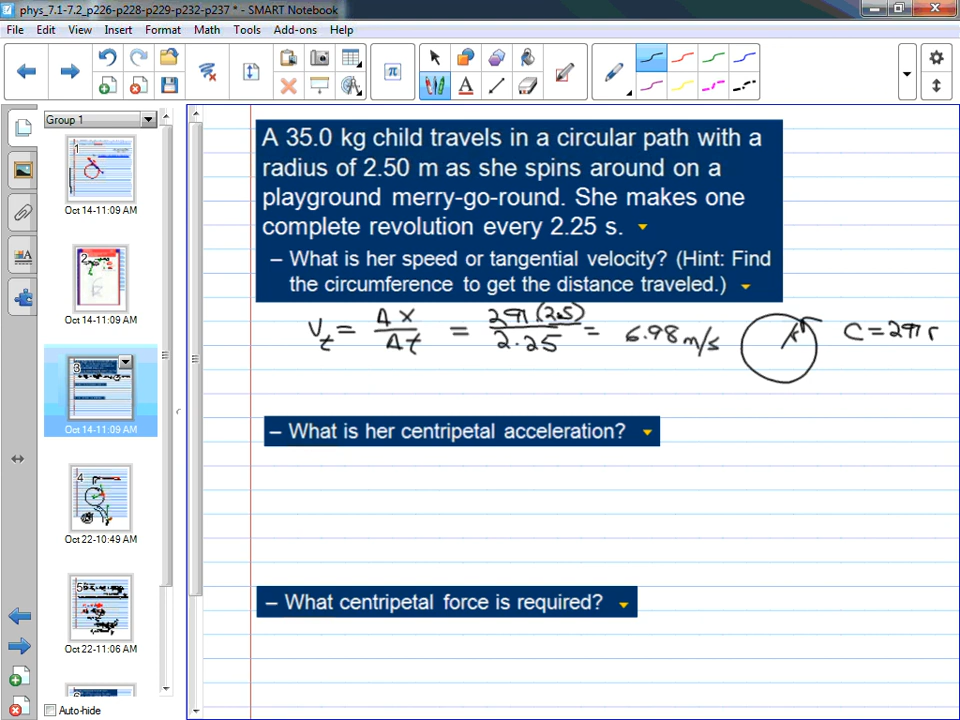 phys_7.1-7.2_p226-p228-p229-p232-p237 * - SMART Notebook
File Edit View Insert Format Math Tools Add-ons Help
π
A
Group 1
1
Oct 14-11:09 AM
2
Oct 14-11:09 AM
3
Oct 14-11:09 AM
4
Oct 22-10:49 AM
5
Oct 22-11:06 AM
Auto-hide
A 35.0 kg child travels in a circular path with a
radius of 2.50 m as she spins around on a
playground merry-go-round. She makes one
complete revolution every 2.25 s.
– What is her speed or tangential velocity? (Hint: Find
the circumference to get the distance traveled.)
Vt = Δx/Δt = 2π(2.5)/2.25 = 6.98 m/s r C = 2πr
– What is her centripetal acceleration?
– What centripetal force is required?